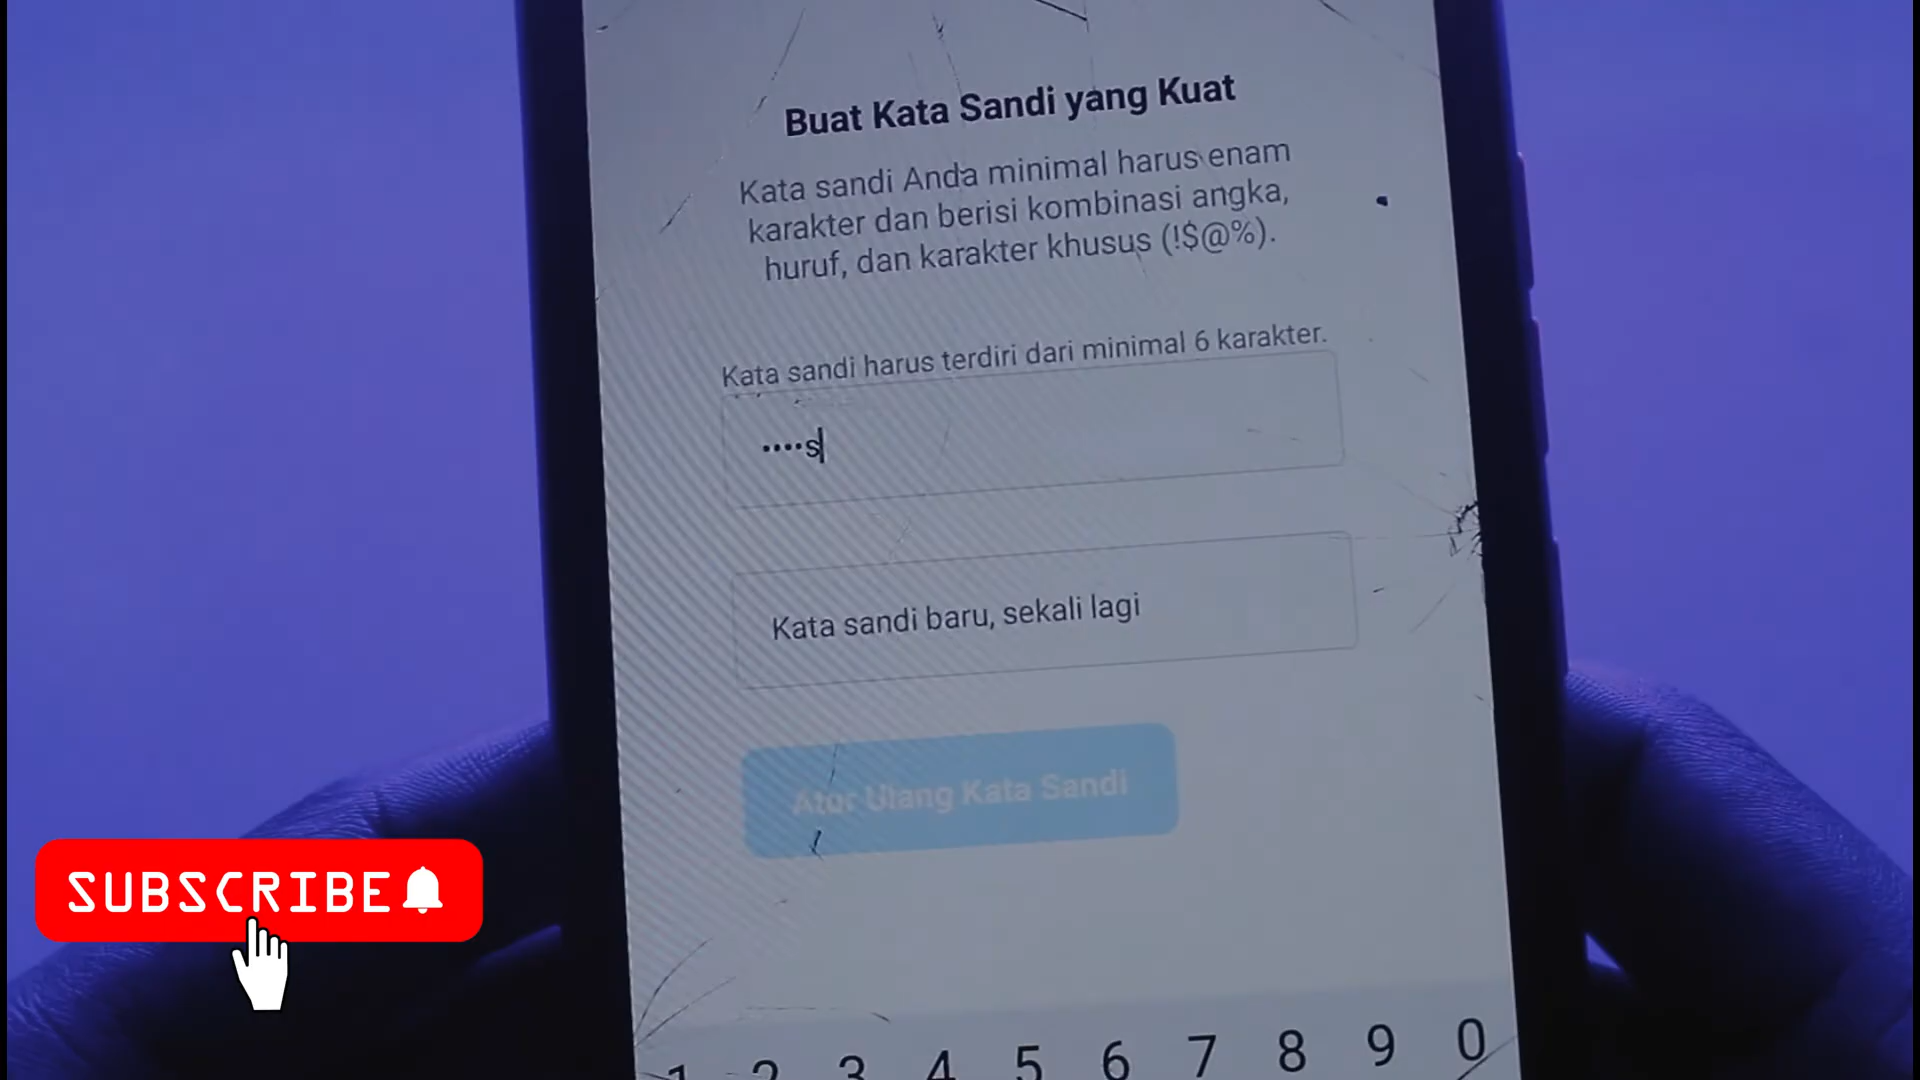 Buat Kata Sandi yang Kuat
Kata sandi Anda minimal harus enam
karakter dan berisi kombinasi angka,
huruf, dan karakter khusus (!$@%).
Kata sandi harus terdiri dari minimal 6 karakter.
••••s
Kata sandi baru, sekali lagi
Atur Ulang Kata Sandi
SUBSCRIBE
1 2 3 4 5 6 7 8 9 0